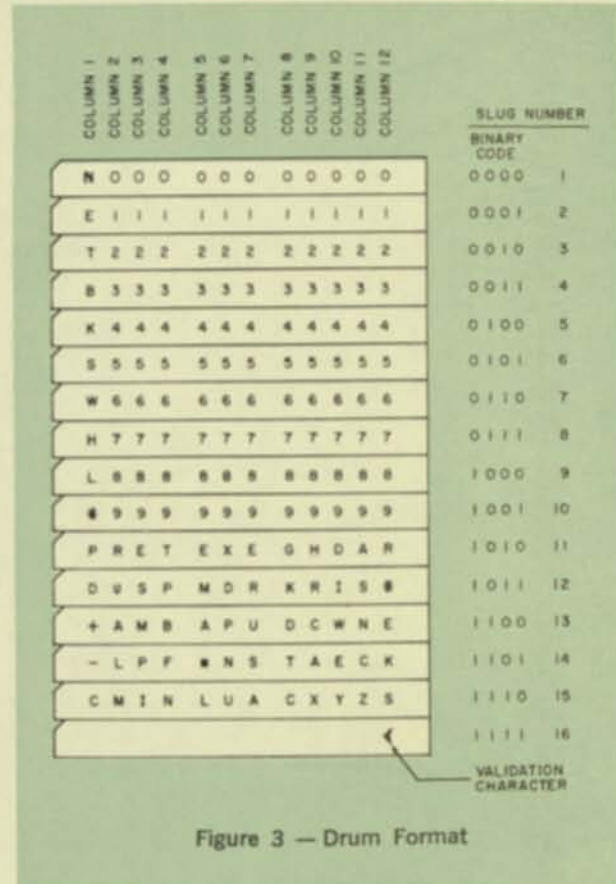 COLUMN 1 COLUMN 2 COLUMN 3 COLUMN 4 COLUMN 5 COLUMN 6 COLUMN 7 COLUMN 8 COLUMN 9 COLUMN 10 COLUMN 11 COLUMN 12
SLUG NUMBER
BINARY CODE
N 0 0 0 0 0 0 0 0 0 0 0 0000 1
E 1 1 1 1 1 1 1 1 1 1 1 0001 2
T 2 2 2 2 2 2 2 2 2 2 2 0010 3
B 3 3 3 3 3 3 3 3 3 3 3 0011 4
K 4 4 4 4 4 4 4 4 4 4 4 0100 5
S 5 5 5 5 5 5 5 5 5 5 5 0101 6
W 6 6 6 6 6 6 6 6 6 6 6 0110 7
H 7 7 7 7 7 7 7 7 7 7 7 0111 8
L 8 8 8 8 8 8 8 8 8 8 8 1000 9
9 9 9 9 9 9 9 9 9 9 9 1001 10
P R E T E X E G H D A R 1010 11
D U S P M D R K R I S 1011 12
+ A M B A P U D C W N E 1100 13
- L P F N S T A E C K 1101 14
C M I N L U A C X Y Z S 1110 15
1111 16
VALIDATION
CHARACTER
Figure 3 — Drum Format